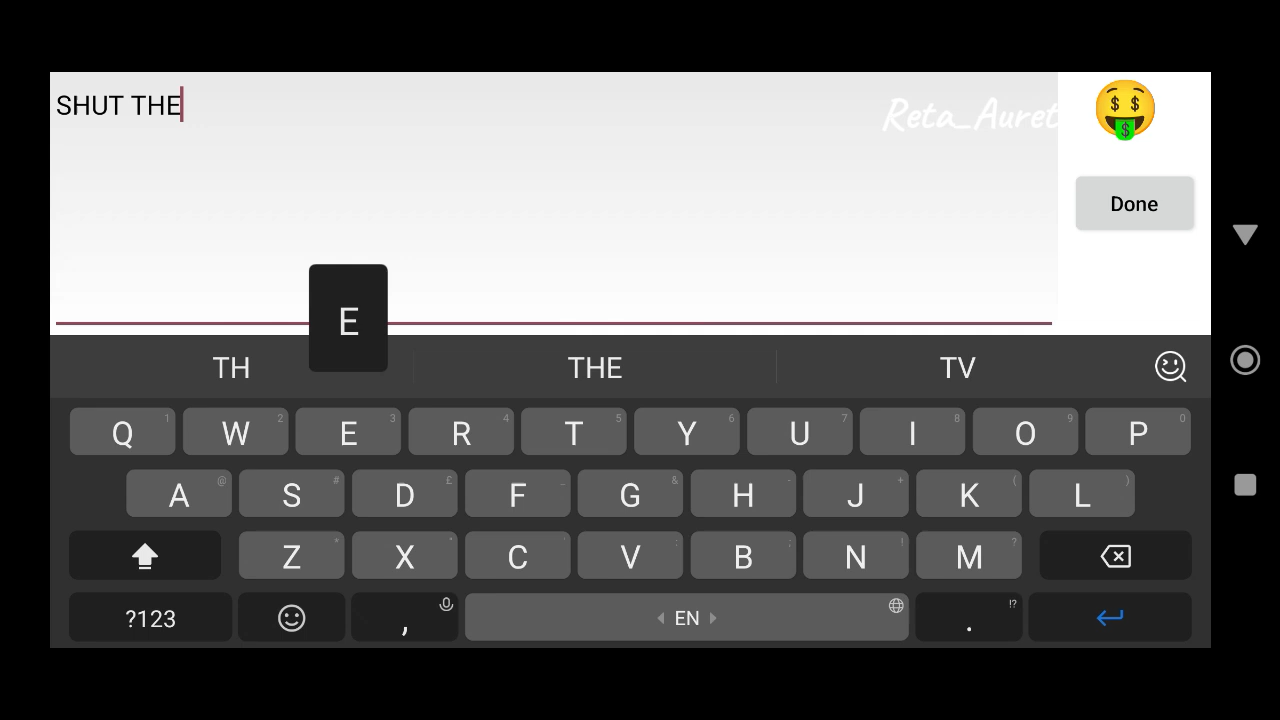 SHUT THE
Reta_Auret
Done
E
TH THE TV
Q 1 W 2 E 3 R 4 T 5 Y 6 U 7 I 8 O 9 P 0
A @ S # D £ F _ G & H - J + K ( L )
Z * X " C ' V : B ; N ! M ?
?123 , EN . !?